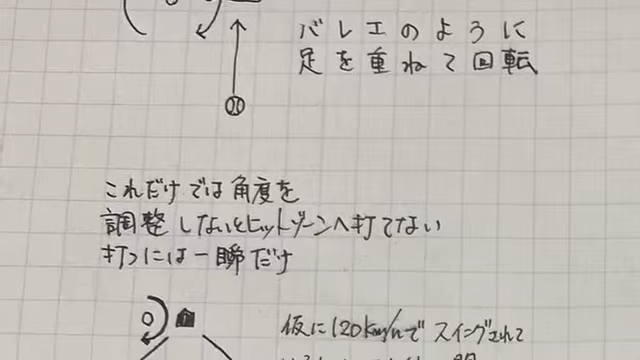 バレエのように
足を重ねて回転
これだけでは角度を
調整しないとヒットゾーンへ打てない
打つには一瞬だけ
仮に120km/hでスイングされて